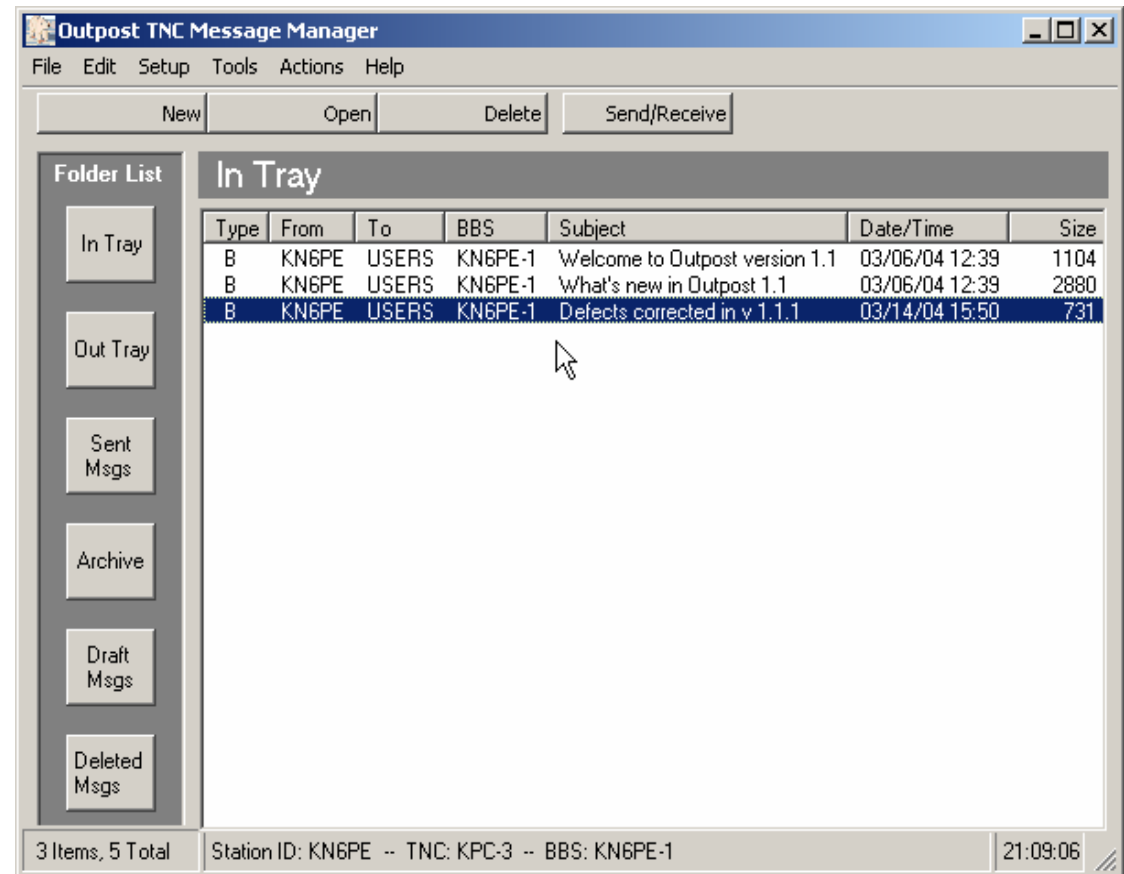 Outpost TNC Message Manager
File Edit Setup Tools Actions Help
New Open Delete Send/Receive
Folder List
In Tray
Out Tray
Sent
Msgs
Archive
Draft
Msgs
Deleted
Msgs
In Tray
Type From To BBS Subject Date/Time Size
B KN6PE USERS KN6PE-1 Welcome to Outpost version 1.1 03/06/04 12:39 1104
B KN6PE USERS KN6PE-1 What's new in Outpost 1.1 03/06/04 12:39 2880
B KN6PE USERS KN6PE-1 Defects corrected in v 1.1.1 03/14/04 15:50 731
3 Items, 5 Total Station ID: KN6PE -- TNC: KPC-3 -- BBS: KN6PE-1 21:09:06